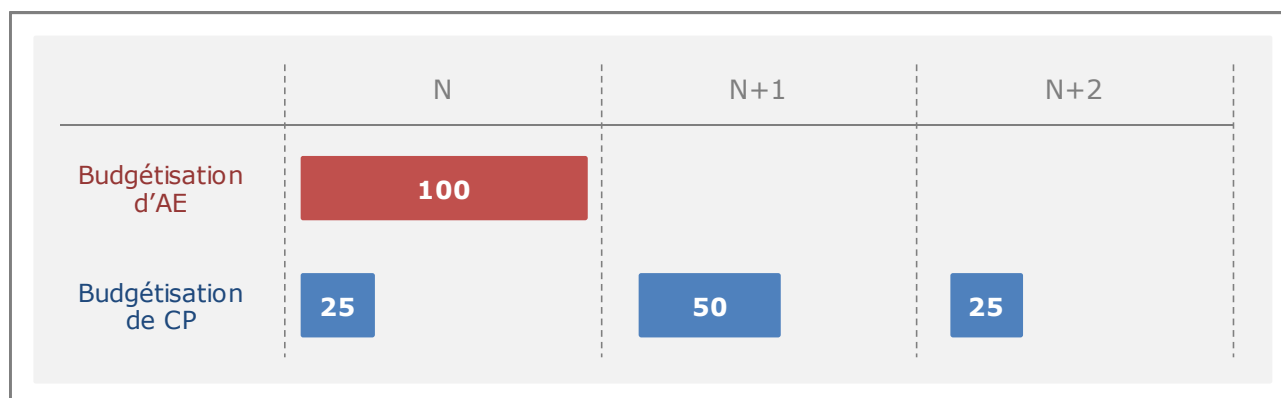 N N+1 N+2
Budgétisation
d’AE
100
Budgétisation
de CP
25 50 25